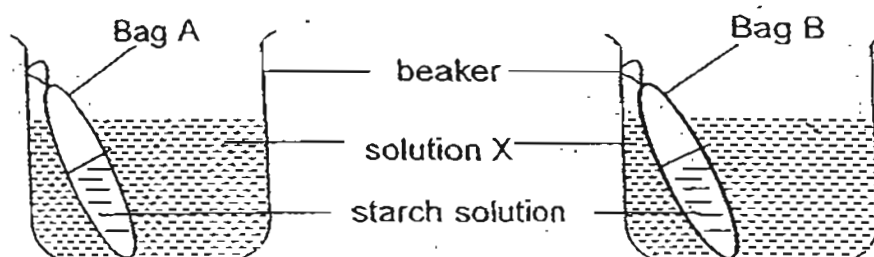 Bag A
Bag B
beaker
solution X
starch solution